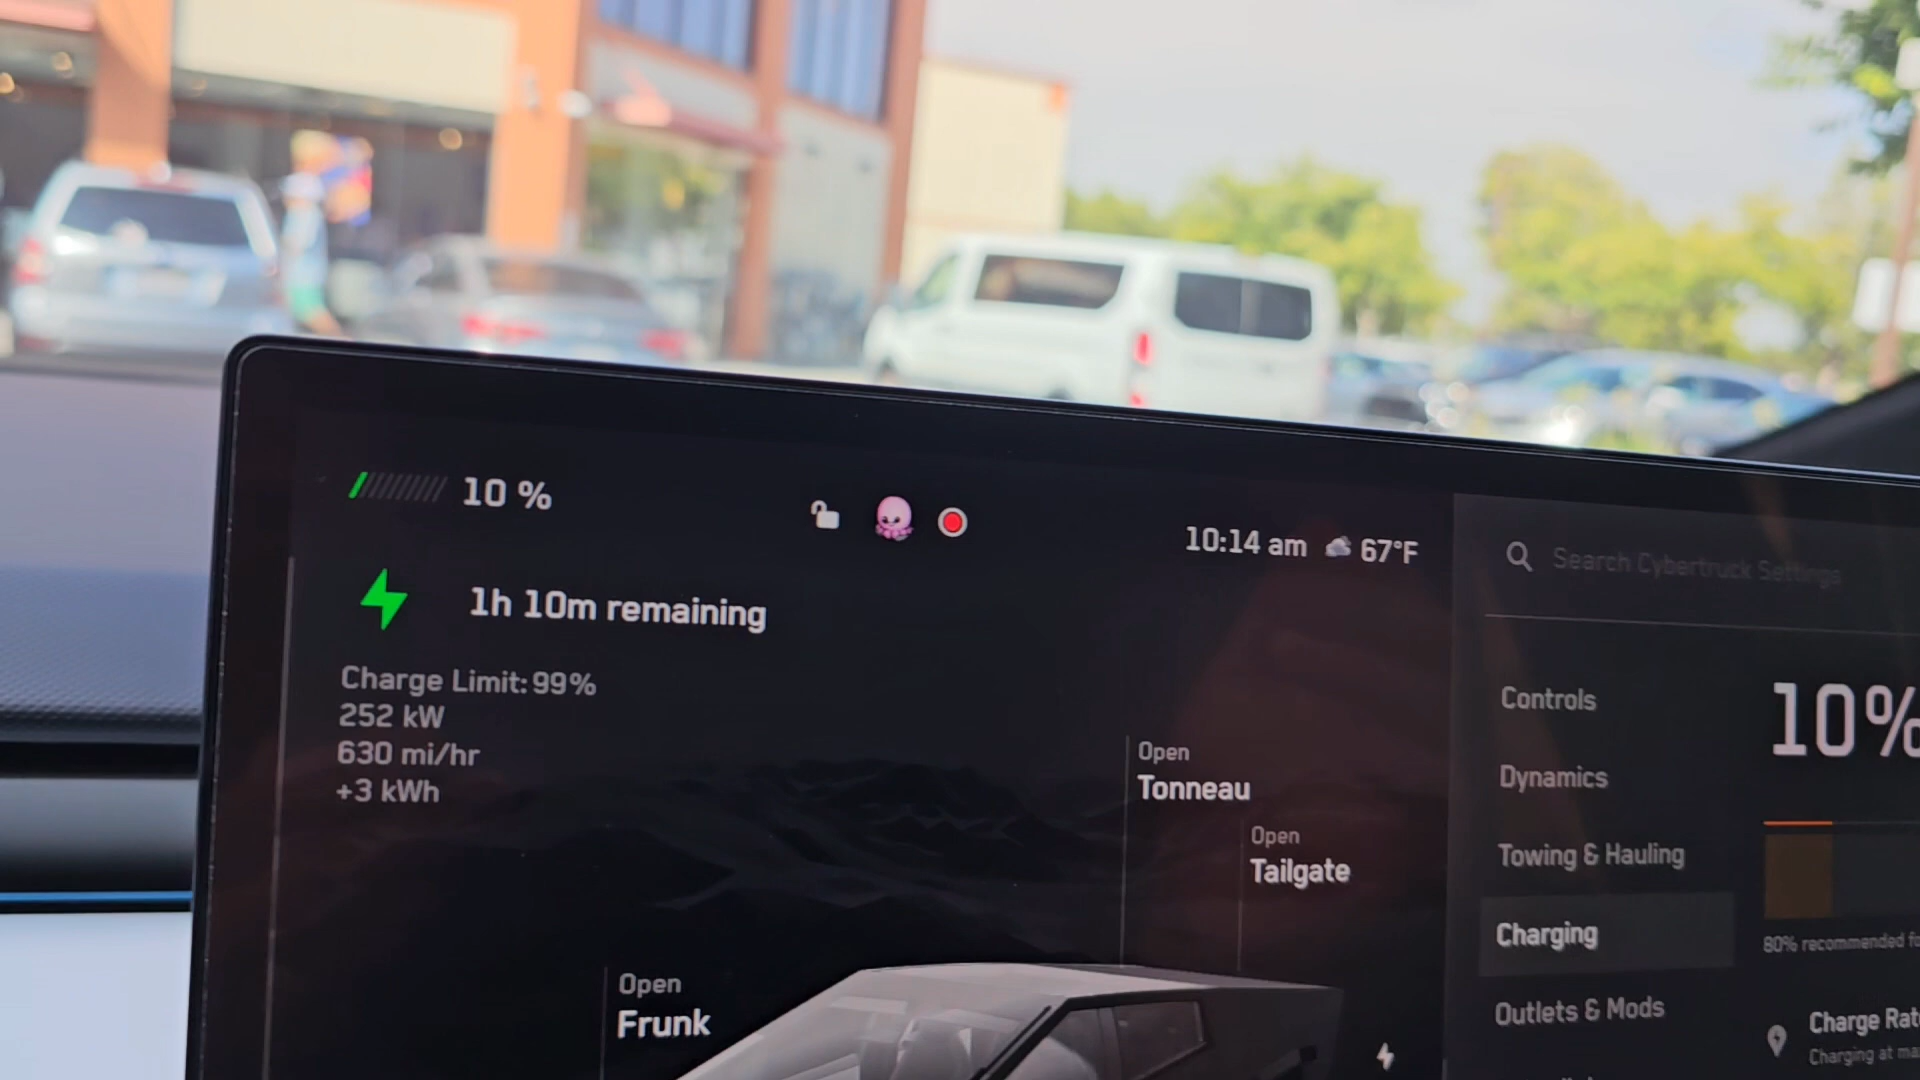 10 %
10:14 am 67°F
1h 10m remaining
Charge Limit: 99%
252 kW
630 mi/hr
+3 kWh
Open
Tonneau
Open
Tailgate
Open
Frunk
Search Cybertruck Settings
Controls
Dynamics
Towing & Hauling
Charging
Outlets & Mods
10%
80% recommended
Charge
Charging at